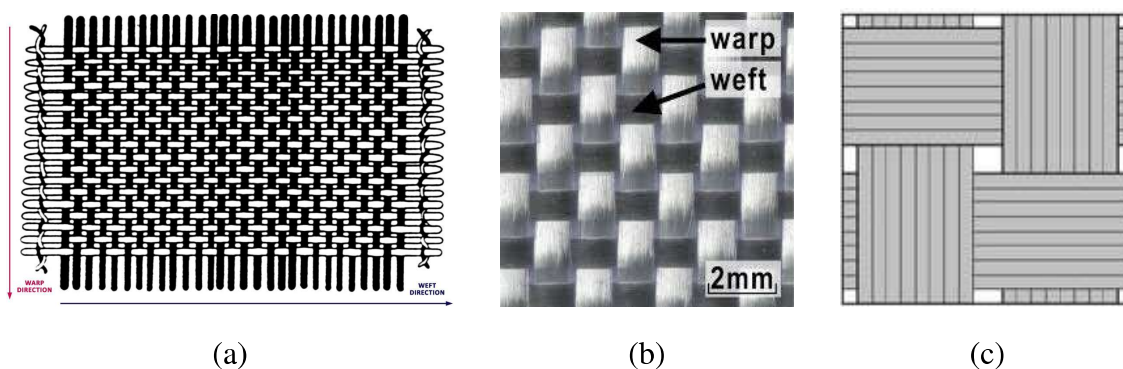 warp
weft
2mm
WARP
DIRECTION
WEFT
DIRECTION
(a)
(b)
(c)